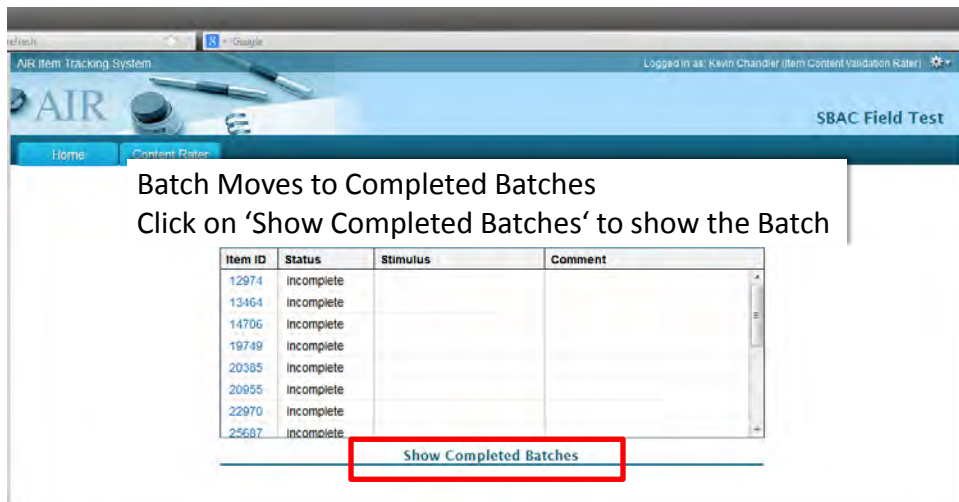 efresh
Google
AIR Item Tracking System
Logged in as: Kevin Chandler (Item Content Validation Rater)
AIR
SBAC Field Test
Home Content Rater
Batch Moves to Completed Batches
Click on ‘Show Completed Batches‘ to show the Batch
Item ID Status Stimulus Comment
12974 Incomplete
13464 Incomplete
14706 Incomplete
19749 Incomplete
20385 Incomplete
20955 Incomplete
22970 Incomplete
25687 Incomplete
Show Completed Batches